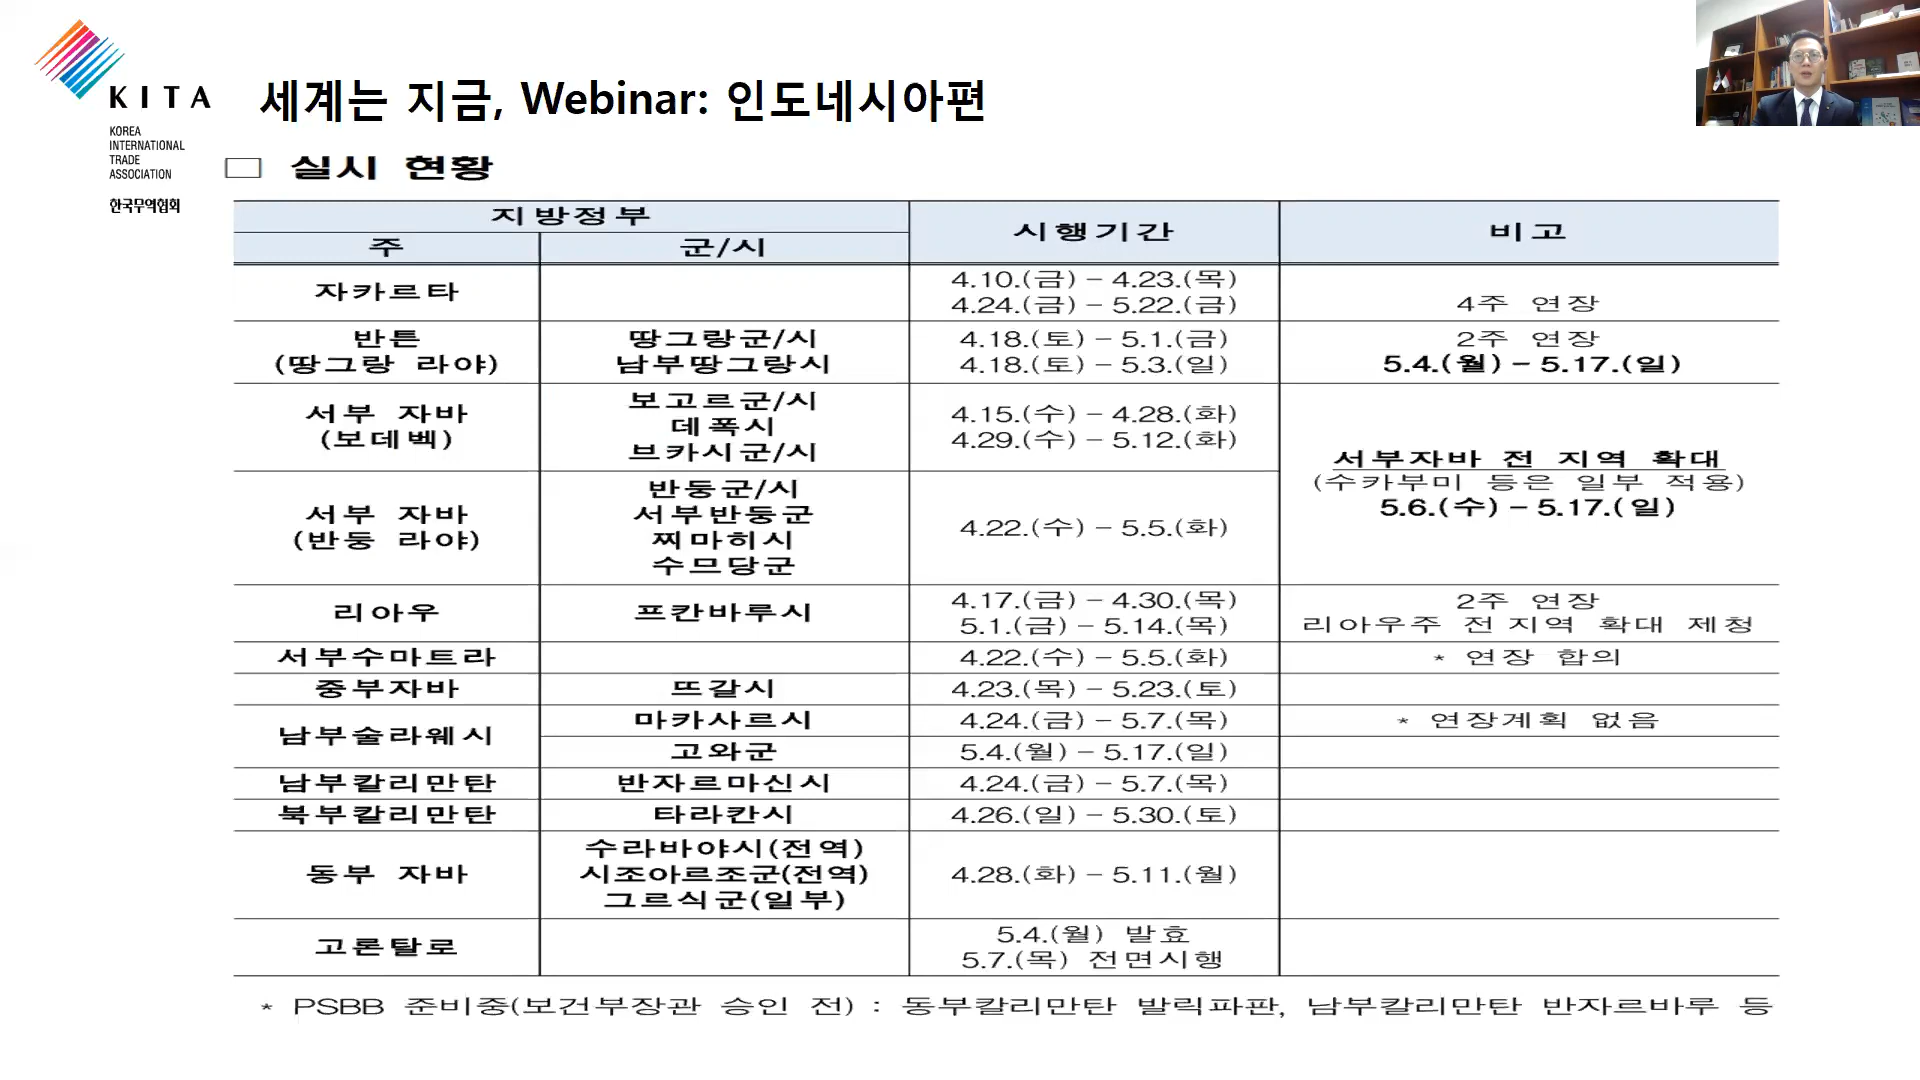 KITA
KOREA
INTERNATIONAL
TRADE
ASSOCIATION
한국무역협회
세계는 지금, Webinar: 인도네시아편
□ 실시 현황
지방정부
시행기간
비고
주
군/시
자카르타
4.10.(금) – 4.23.(목)
4.24.(금) – 5.22.(금)
4주 연장
반튼
(땅그랑 라야)
땅그랑군/시
남부땅그랑시
4.18.(토) – 5.1.(금)
4.18.(토) – 5.3.(일)
2주 연장
5.4.(월) – 5.17.(일)
서부 자바
(보데벡)
보고르군/시
데폭시
브카시군/시
4.15.(수) – 4.28.(화)
4.29.(수) – 5.12.(화)
서부자바 전 지역 확대
(수카부미 등은 일부 적용)
5.6.(수) – 5.17.(일)
서부 자바
(반둥 라야)
반둥군/시
서부반둥군
찌마히시
수므당군
4.22.(수) – 5.5.(화)
리아우
프칸바루시
4.17.(금) – 4.30.(목)
5.1.(금) – 5.14.(목)
2주 연장
리아우주 전 지역 확대 제청
서부수마트라
4.22.(수) – 5.5.(화)
* 연장 합의
중부자바
뜨갈시
4.23.(목) – 5.23.(토)
남부술라웨시
마카사르시
4.24.(금) – 5.7.(목)
* 연장계획 없음
고와군
5.4.(월) – 5.17.(일)
남부칼리만탄
반자르마신시
4.24.(금) – 5.7.(목)
북부칼리만탄
타라칸시
4.26.(일) – 5.30.(토)
동부 자바
수라바야시(전역)
시조아르조군(전역)
그르식군(일부)
4.28.(화) – 5.11.(월)
고론탈로
5.4.(월) 발효
5.7.(목) 전면시행
* PSBB 준비중(보건부장관 승인 전) : 동부칼리만탄 발릭파판, 남부칼리만탄 반자르바루 등